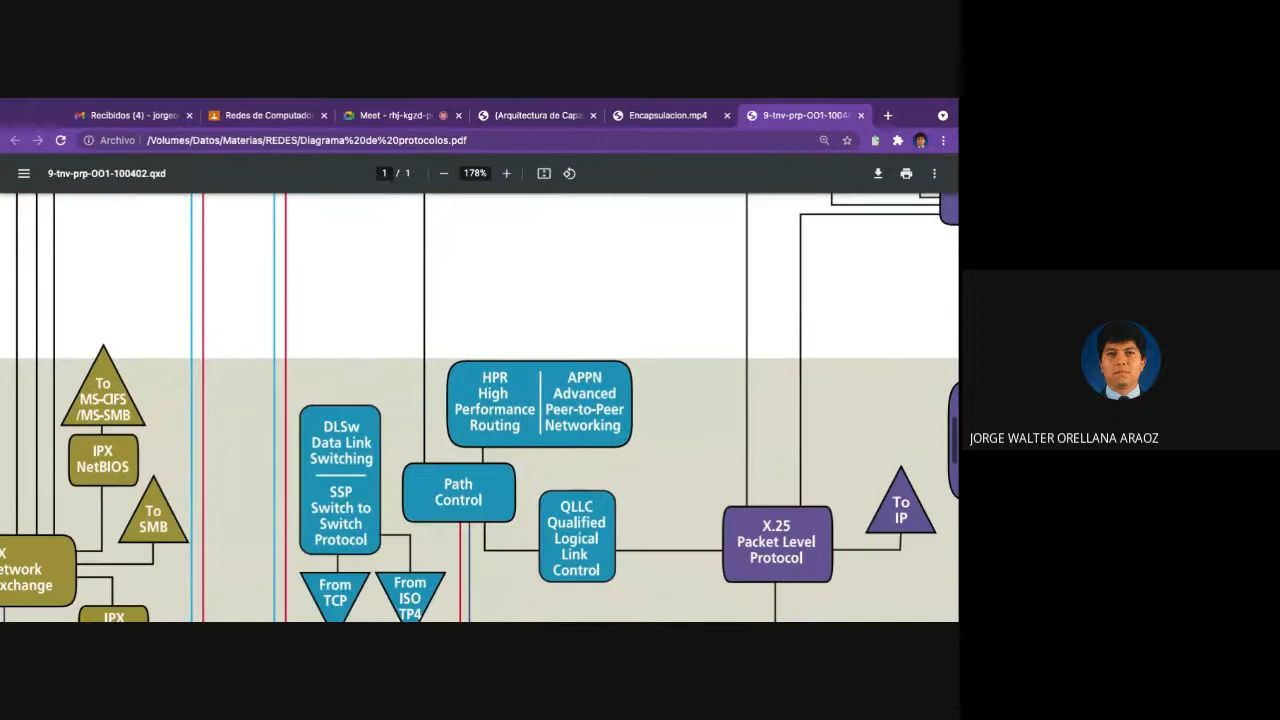 Recibidos (4) - jorgec
Redes de Computado
Meet - rhj-kgzd-p
(Arquitectura de Capa
Encapsulacion.mp4
9-tnv-prp-OO1-1004
Archivo /Volumes/Datos/Materias/REDES/Diagrama%20de%20protocolos.pdf
9-tnv-prp-OO1-100402.qxd
1 / 1
178%
To
MS-CIFS
/MS-SMB
IPX
NetBIOS
To
SMB
X
etwork
xchange
IPX
DLSw
Data Link
Switching
SSP
Switch to
Switch
Protocol
From
TCP
From
ISO
TP4
HPR
High
Performance
Routing
APPN
Advanced
Peer-to-Peer
Networking
Path
Control
QLLC
Qualified
Logical
Link
Control
X.25
Packet Level
Protocol
To
IP
JORGE WALTER ORELLANA ARAOZ